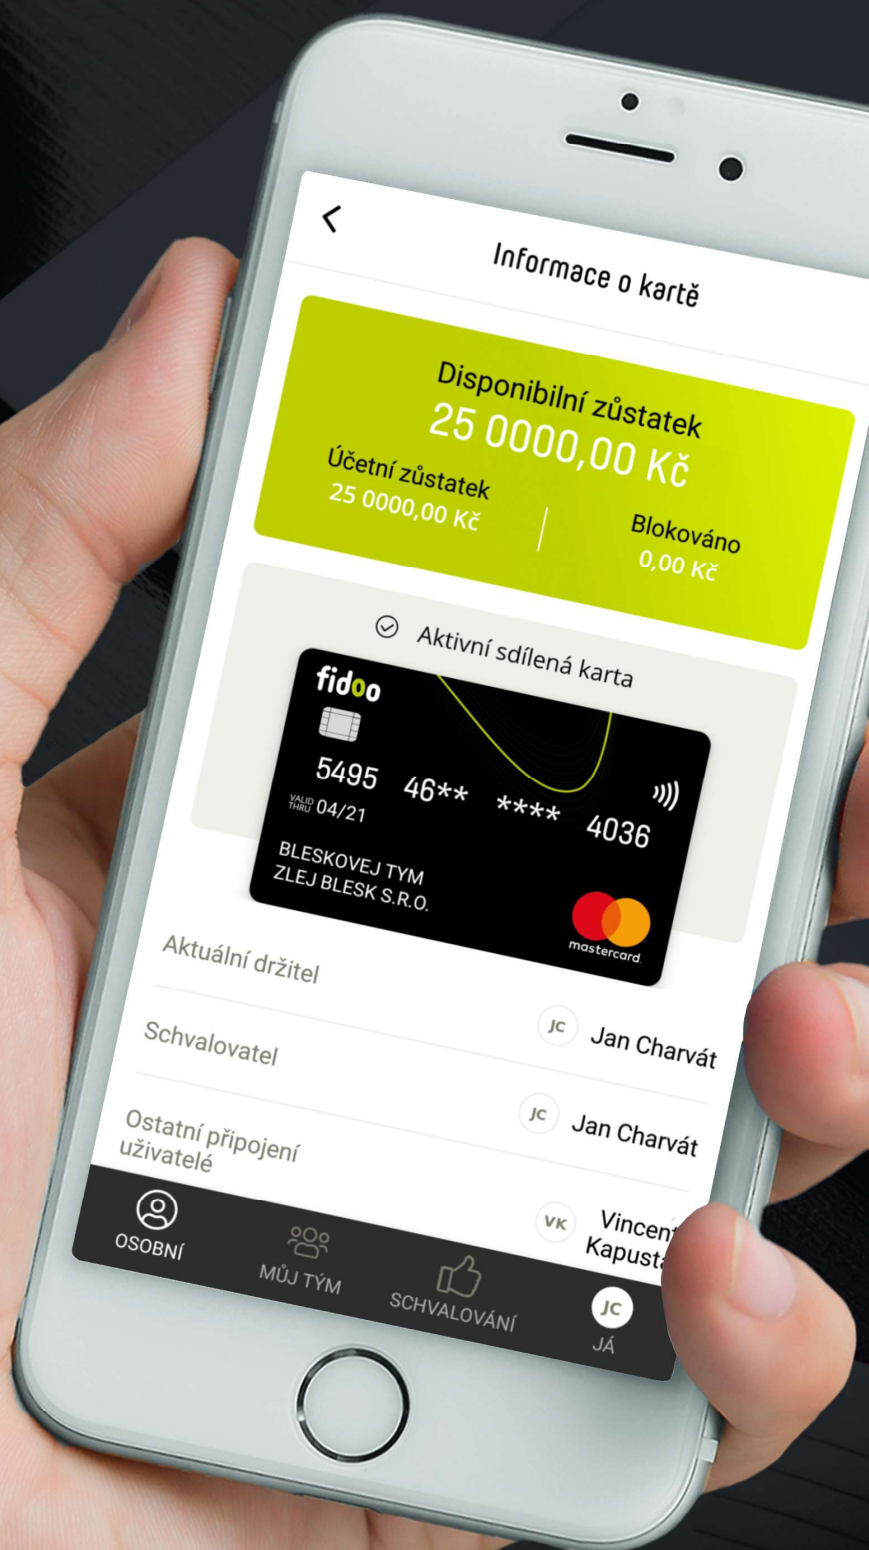 Informace o kartě
Disponibilní zůstatek
25 0000,00 Kč
Účetní zůstatek
25 0000,00 Kč
Blokováno
0,00 Kč
Aktivní sdílená karta
fidoo
5495 46** **** 4036
VALID
THRU 04/21
BLESKOVEJ TYM
ZLEJ BLESK S.R.O.
mastercard.
Aktuální držitel
JC Jan Charvát
Schvalovatel
JC Jan Charvát
Ostatní připojení
uživatelé
VK Vincent
Kapusta
OSOBNÍ
MŮJ TÝM
SCHVALOVÁNÍ
JC
JÁ